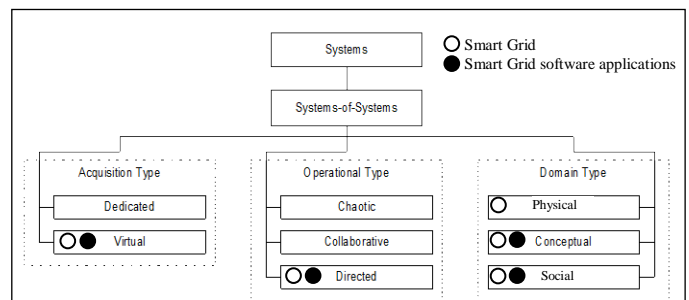 Systems
Smart Grid
Smart Grid software applications
Systems-of-Systems
Acquisition Type
Dedicated
Virtual
Operational Type
Chaotic
Collaborative
Directed
Domain Type
Physical
Conceptual
Social